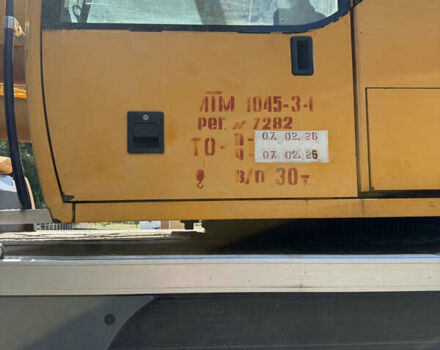 ЛТМ 1045-3-1
рег. № 7282
ТО-
07. 02. 26
07. 02. 26
в/п 30т